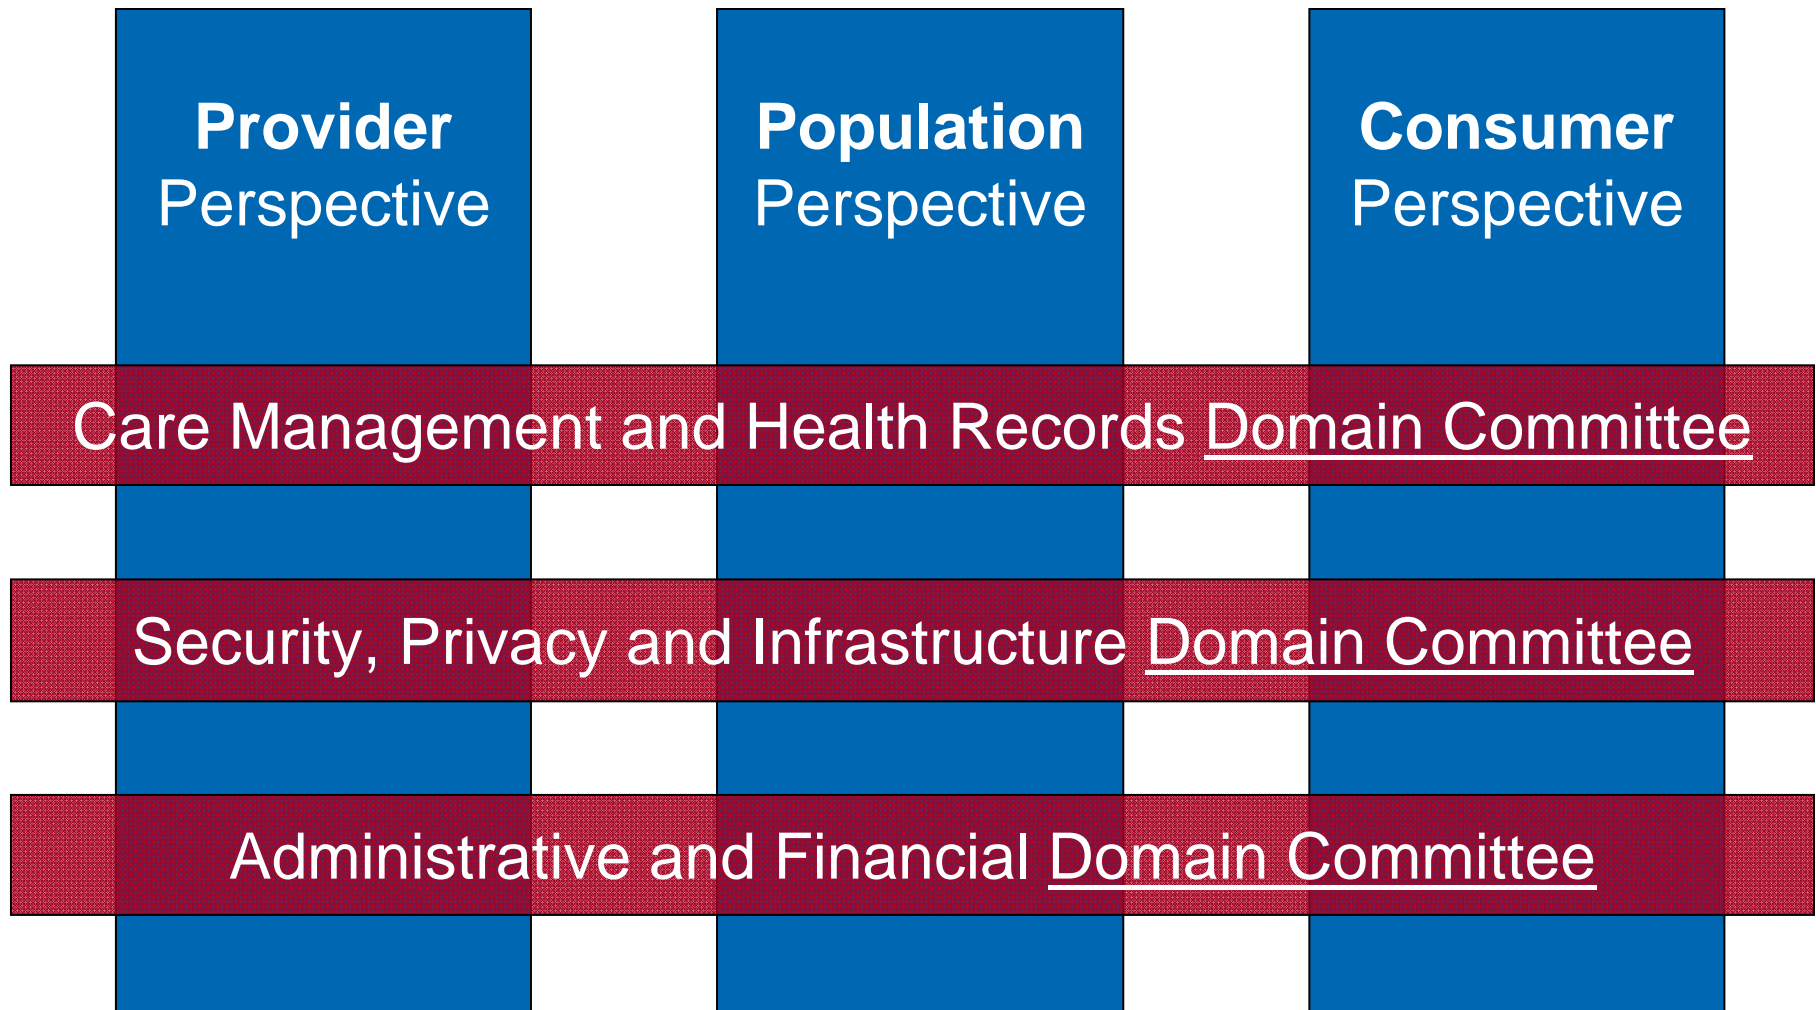 Provider
Perspective
Population
Perspective
Consumer
Perspective
Care Management and Health Records Domain Committee
Security, Privacy and Infrastructure Domain Committee
Administrative and Financial Domain Committee